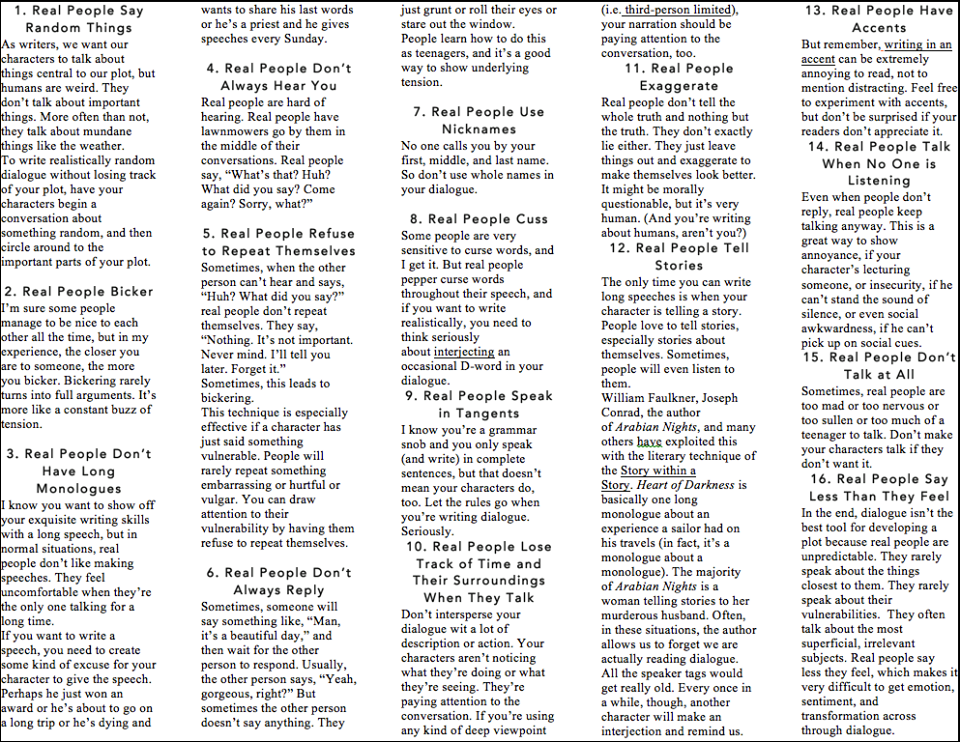 1. Real People Say
Random Things
As writers, we want our
characters to talk about
things central to our plot, but
humans are weird. They
don't talk about important
things. More often than not,
they talk about mundane
things like the weather.
To write realistically random
dialogue without losing track
of your plot, have your
characters begin a
conversation about
something random, and then
circle around to the
important parts of your plot.
2. Real People Bicker
I'm sure some people
manage to be nice to each
other all the time, but in my
experience, the closer you
are to someone, the more
you bicker. Bickering rarely
turns into full arguments. It's
more like a constant buzz of
tension.
3. Real People Don't
Have Long
Monologues
I know you want to show off
your exquisite writing skills
with a long speech, but in
normal situations, real
people don't like making
speeches. They feel
uncomfortable when they're
the only one talking for a
long time.
If you want to write a
speech, you need to create
some kind of excuse for your
character to give the speech.
Perhaps he just won an
award or he's about to go on
a long trip or he's dying and
wants to share his last words
or he's a priest and he gives
speeches every Sunday.
4. Real People Don't
Always Hear You
Real people are hard of
hearing. Real people have
lawnmowers go by them in
the middle of their
conversations. Real people
say, "What's that? Huh?
What did you say? Come
again? Sorry, what?"
5. Real People Refuse
to Repeat Themselves
Sometimes, when the other
person can't hear and says,
"Huh? What did you say?"
real people don't repeat
themselves. They say,
"Nothing. It's not important.
Never mind. I'll tell you
later. Forget it."
Sometimes, this leads to
bickering.
This technique is especially
effective if a character has
just said something
vulnerable. People will
rarely repeat something
embarrassing or hurtful or
vulgar. You can draw
attention to their
vulnerability by having them
refuse to repeat themselves.
6. Real People Don't
Always Reply
Sometimes, someone will
say something like, "Man,
it's a beautiful day," and
then wait for the other
person to respond. Usually,
the other person says, "Yeah,
gorgeous, right?" But
sometimes the other person
doesn't say anything. They
just grunt or roll their eyes or
stare out the window.
People learn how to do this
as teenagers, and it's a good
way to show underlying
tension.
7. Real People Use
Nicknames
No one calls you by your
first, middle, and last name.
So don't use whole names in
your dialogue.
8. Real People Cuss
Some people are very
sensitive to curse words, and
I get it. But real people
pepper curse words
throughout their speech, and
if you want to write
realistically, you need to
think seriously
about interjecting an
occasional D-word in your
dialogue.
9. Real People Speak
in Tangents
I know you're a grammar
snob and you only speak
(and write) in complete
sentences, but that doesn't
mean your characters do,
too. Let the rules go when
you're writing dialogue.
Seriously.
10. Real People Lose
Track of Time and
Their Surroundings
When They Talk
Don't intersperse your
dialogue wit a lot of
description or action. Your
characters aren't noticing
what they're doing or what
they're seeing. They're
paying attention to the
conversation. If you're using
any kind of deep viewpoint
(i.e. third-person limited),
your narration should be
paying attention to the
conversation, too.
11. Real People
Exaggerate
Real people don't tell the
whole truth and nothing but
the truth. They don't exactly
lie either. They just leave
things out and exaggerate to
make themselves look better.
It might be morally
questionable, but it's very
human. (And you're writing
about humans, aren't you?)
12. Real People Tell
Stories
The only time you can write
long speeches is when your
character is telling a story.
People love to tell stories,
especially stories about
themselves. Sometimes,
people will even listen to
them.
William Faulkner, Joseph
Conrad, the author
of Arabian Nights, and many
others have exploited this
with the literary technique of
the Story within a
Story. Heart of Darkness is
basically one long
monologue about an
experience a sailor had on
his travels (in fact, it's a
monologue about a
monologue). The majority
of Arabian Nights is a
woman telling stories to her
murderous husband. Often,
in these situations, the author
allows us to forget we are
actually reading dialogue.
All the speaker tags would
get really old. Every once in
a while, though, another
character will make an
interjection and remind us.
13. Real People Have
Accents
But remember, writing in an
accent can be extremely
annoying to read, not to
mention distracting. Feel free
to experiment with accents,
but don't be surprised if your
readers don't appreciate it.
14. Real People Talk
When No One is
Listening
Even when people don't
reply, real people keep
talking anyway. This is a
great way to show
annoyance, if your
character's lecturing
someone, or insecurity, if he
can't stand the sound of
silence, or even social
awkwardness, if he can't
pick up on social cues.
15. Real People Don't
Talk at All
Sometimes, real people are
too mad or too nervous or
too sullen or too much of a
teenager to talk. Don't make
your characters talk if they
don't want it.
16. Real People Say
Less Than They Feel
In the end, dialogue isn't the
best tool for developing a
plot because real people are
unpredictable. They rarely
speak about the things
closest to them. They rarely
speak about their
vulnerabilities. They often
talk about the most
superficial, irrelevant
subjects. Real people say
less they feel, which makes it
very difficult to get emotion,
sentiment, and
transformation across
through dialogue.